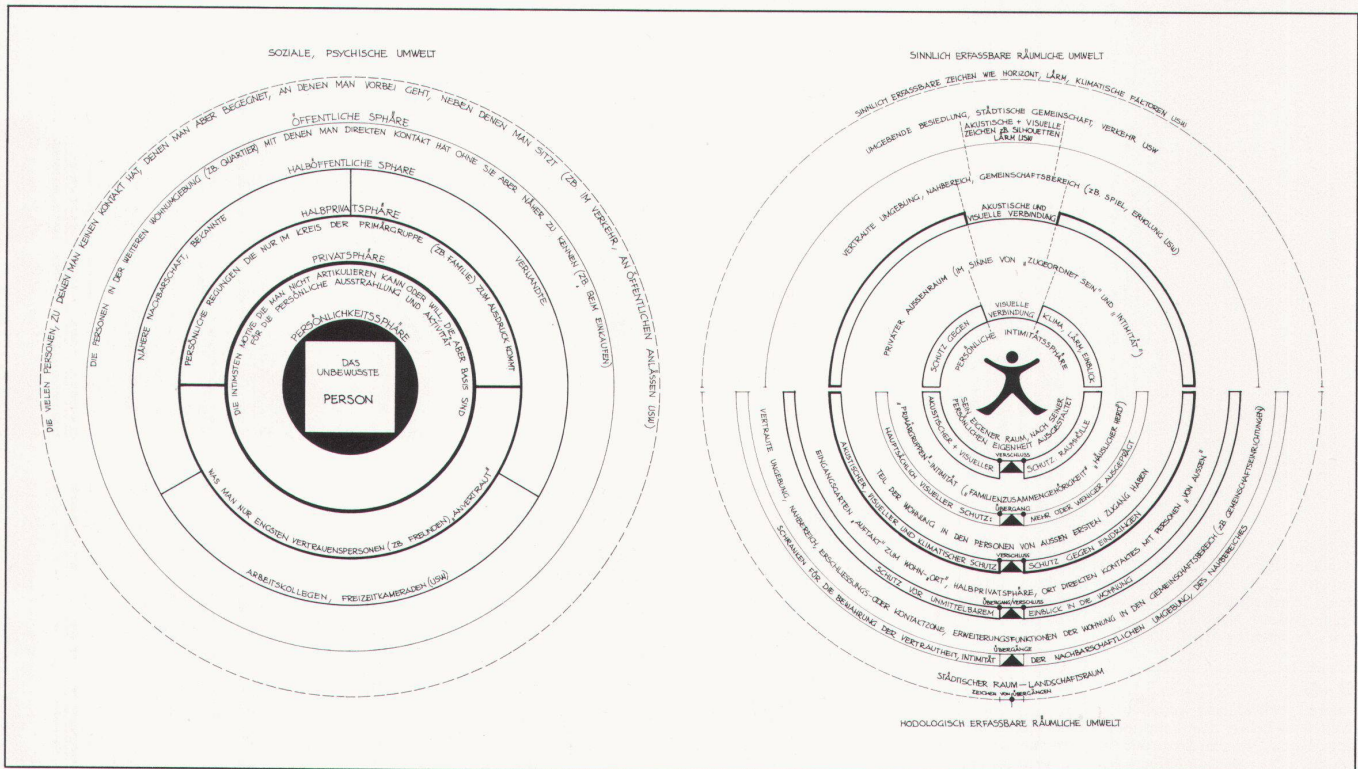 SOZIALE, PSYCHISCHE UMWELT
DIE VIELEN PERSONEN, ZU DENEN MAN KEINEN KONTAKT HAT, DENEN MAN ABER BEGEGNET, AN DENEN MAN VORBEI GEHT, NEBEN DENEN MAN SITZT (ZB. IM VERKEHR, AN ÖFFENTLICHEN ANLÄSSEN USW)
ÖFFENTLICHE SPHÄRE
DIE PERSONEN IN DER WEITEREN WOHNUMGEBUNG (ZB. QUARTIER) MIT DENEN MAN DIREKTEN KONTAKT HAT OHNE SIE ABER NÄHER ZU KENNEN (ZB. BEIM EINKAUFEN)
HALBÖFFENTLICHE SPHÄRE
NÄHERE NACHBARSCHAFT, BEKANNTE
VERWANDTE
HALBPRIVATSPHÄRE
PERSÖNLICHE REGUNGEN DIE NUR IM KREIS DER PRIMÄRGRUPPE (ZB. FAMILIE) ZUM AUSDRUCK KOMMT
PRIVATSPHÄRE
DIE INTIMSTEN MOTIVE DIE MAN NICHT ARTIKULIEREN KANN ODER WILL, DIE ABER BASIS SIND
FÜR DIE PERSÖNLICHE AUSSTRAHLUNG UND AKTIVITÄT
PERSÖNLICHKEITSSPHÄRE
DAS
UNBEWUSSTE
PERSON
WAS MAN NUR ENGSTEN VERTRAUENSPERSONEN (ZB. FREUNDEN) „ANVERTRAUT"
ARBEITSKOLLEGEN, FREIZEITKAMERADEN (USW)
SINNLICH ERFASSBARE RÄUMLICHE UMWELT
SINNLICH ERFASSBARE ZEICHEN WIE HORIZONT, LÄRM, KLIMATISCHE FAKTOREN, USW
UMGEBENDE BESIEDLUNG, STÄDTISCHE GEMEINSCHAFT, VERKEHR USW
AKUSTISCHE + VISUELLE
ZEICHEN ZB. SILHOUETTEN
LÄRM USW
VERTRAUTE UMGEBUNG, NAHBEREICH, GEMEINSCHAFTSBEREICH (ZB. SPIEL, ERHOLUNG USW)
AKUSTISCHE UND
VISUELLE VERBINDUNG
PRIVATER AUSSENRAUM (IM SINNE VON „ZUGEORDNET SEIN" UND „INTIMITÄT")
VISUELLE
VERBINDUNG
SCHUTZ GEGEN
KLIMA, LÄRM, EINBLICK
PERSÖNLICHE INTIMITÄTSSPHÄRE
SEIN EIGENER RAUM, NACH SEINER
PERSÖNLICHEN EIGENHEIT AUSGESTALTET
AKUSTISCHER + VISUELLER
VERSCHLUSS
SCHUTZ RAUMHÜLLE
„PRIMÄRGRUPPEN"-INTIMITÄT („FAMILIENZUSAMMENGEHÖRIGKEIT" „HÄUSLICHER HERD")
HAUPTSÄCHLICH VISUELLER SCHUTZ:
ÜBERGANG
MEHR ODER WENIGER AUSGEPRÄGT
TEIL DER WOHNUNG IN DEN PERSONEN VON AUSSEN ERSTEN ZUGANG HABEN
AKUSTISCHER, VISUELLER UND KLIMATISCHER SCHUTZ
VERSCHLUSS
SCHUTZ GEGEN EINDRINGEN
EINGANGSGARTEN „AUFTAKT" ZUM WOHN-„ORT", HALBPRIVATSPHÄRE, ORT DIREKTEN KONTAKTES MIT PERSONEN „VON AUSSEN"
SCHUTZ VOR UNMITTELBAREM
ÜBERGANG/VERSCHLUSS
EINBLICK IN DIE WOHNUNG
VERTRAUTE UMGEBUNG, NAHBEREICH, ERSCHLIESSUNGS- ODER KONTAKTZONE, ERWEITERUNGSFUNKTIONEN DER WOHNUNG IN DEN GEMEINSCHAFTSBEREICH (ZB. GEMEINSCHAFTSEINRICHTUNGEN)
SCHRANKEN FÜR DIE BEWAHRUNG DER VERTRAUTHEIT, INTIMITÄT
ÜBERGÄNGE
DER NACHBARSCHAFTLICHEN UMGEBUNG, DES NAHBEREICHES
STÄDTISCHER RAUM — LANDSCHAFTSRAUM
ZEICHEN VON ÜBERGÄNGEN
HODOLOGISCH ERFASSBARE RÄUMLICHE UMWELT